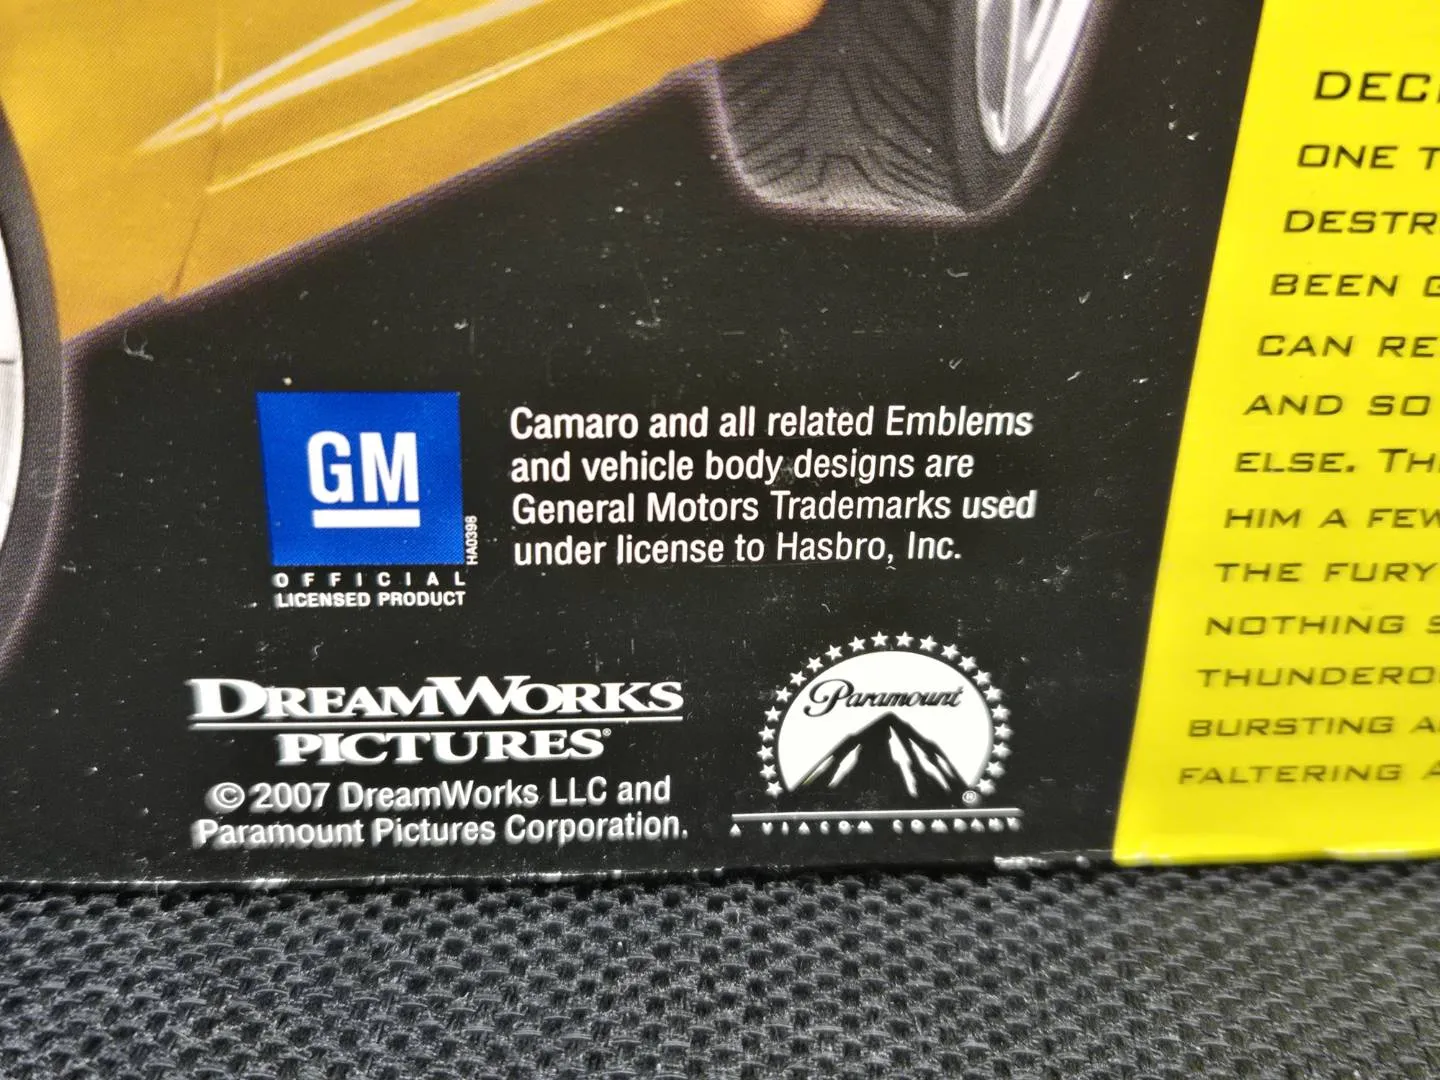 GM
HA0398
OFFICIAL
LICENSED PRODUCT
Camaro and all related Emblems
and vehicle body designs are
General Motors Trademarks used
under license to Hasbro, Inc.
DREAMWORKS
PICTURES®
© 2007 DreamWorks LLC and
Paramount Pictures Corporation.
Paramount
®
A VIACOM COMPANY
ONE
DESTR
BEEN
CAN RE
AND SO
ELSE. TH
HIM A FEW
THE FURY
NOTHING
THUNDERO
BURSTING
FALTERING